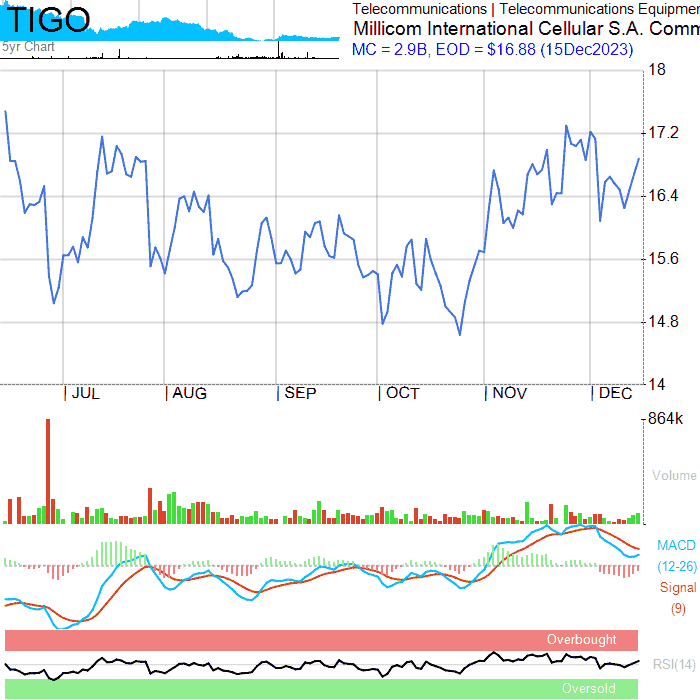 TIGO
5yr Chart
Telecommunications | Telecommunications Equipmen
Millicom International Cellular S.A. Comm
MC = 2.9B, EOD = $16.88 (15Dec2023)
18
17.2
16.4
15.6
14.8
14
| JUL | AUG | SEP | OCT | NOV | DEC
864k
Volume
MACD
(12-26)
Signal
(9)
Overbought
RSI(14)
Oversold